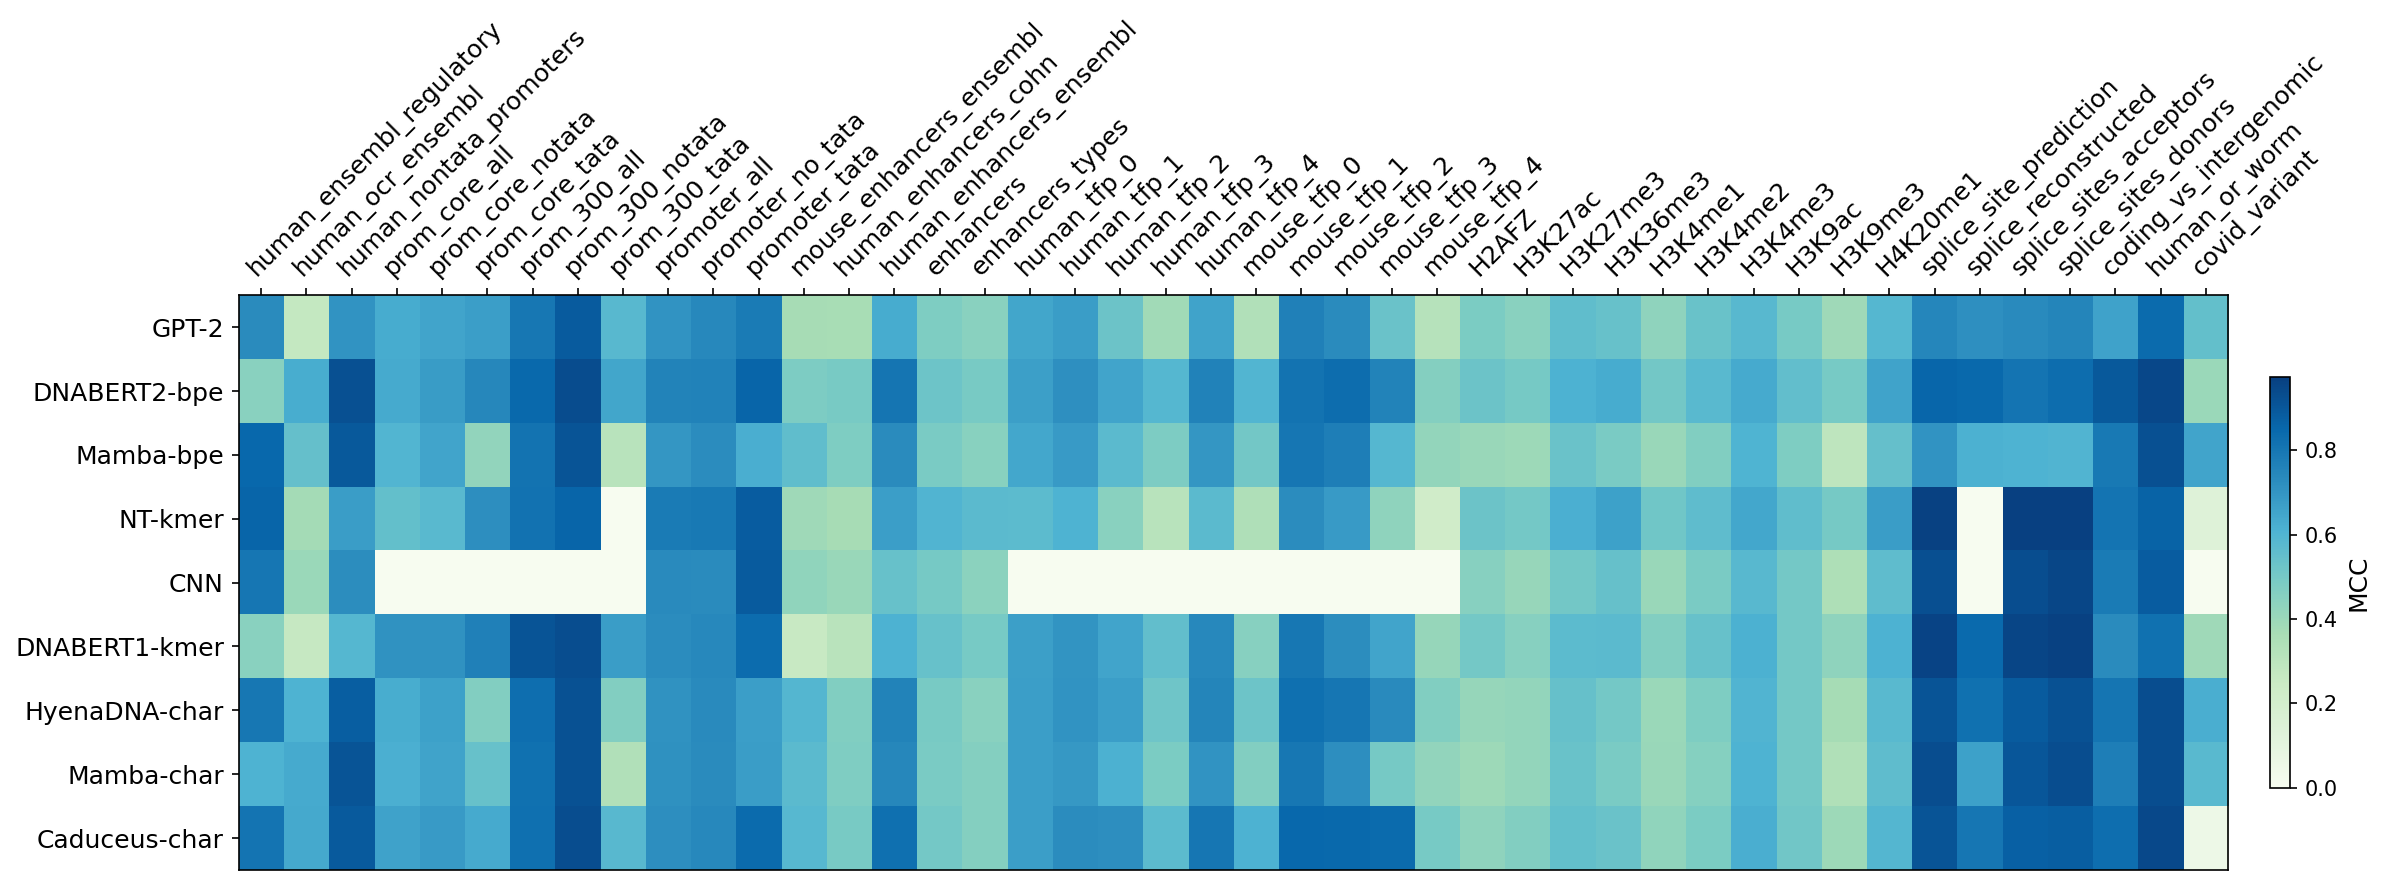 human_ensembl_regulatory
human_ocr_ensembl
human_nontata_promoters
prom_core_all
prom_core_notata
prom_core_tata
prom_300_all
prom_300_notata
prom_300_tata
promoter_all
promoter_no_tata
promoter_tata
mouse_enhancers_ensembl
human_enhancers_cohn
human_enhancers_ensembl
enhancers
enhancers_types
human_tfp_0
human_tfp_1
human_tfp_2
human_tfp_3
human_tfp_4
mouse_tfp_0
mouse_tfp_1
mouse_tfp_2
mouse_tfp_3
mouse_tfp_4
H2AFZ
H3K27ac
H3K27me3
H3K36me3
H3K4me1
H3K4me2
H3K4me3
H3K9ac
H3K9me3
H4K20me1
splice_site_prediction
splice_reconstructed
splice_sites_acceptors
splice_sites_donors
coding_vs_intergenomic
human_or_worm
covid_variant
GPT-2
DNABERT2-bpe
Mamba-bpe
NT-kmer
CNN
DNABERT1-kmer
HyenaDNA-char
Mamba-char
Caduceus-char
0.8
0.6
0.4
0.2
0.0
MCC